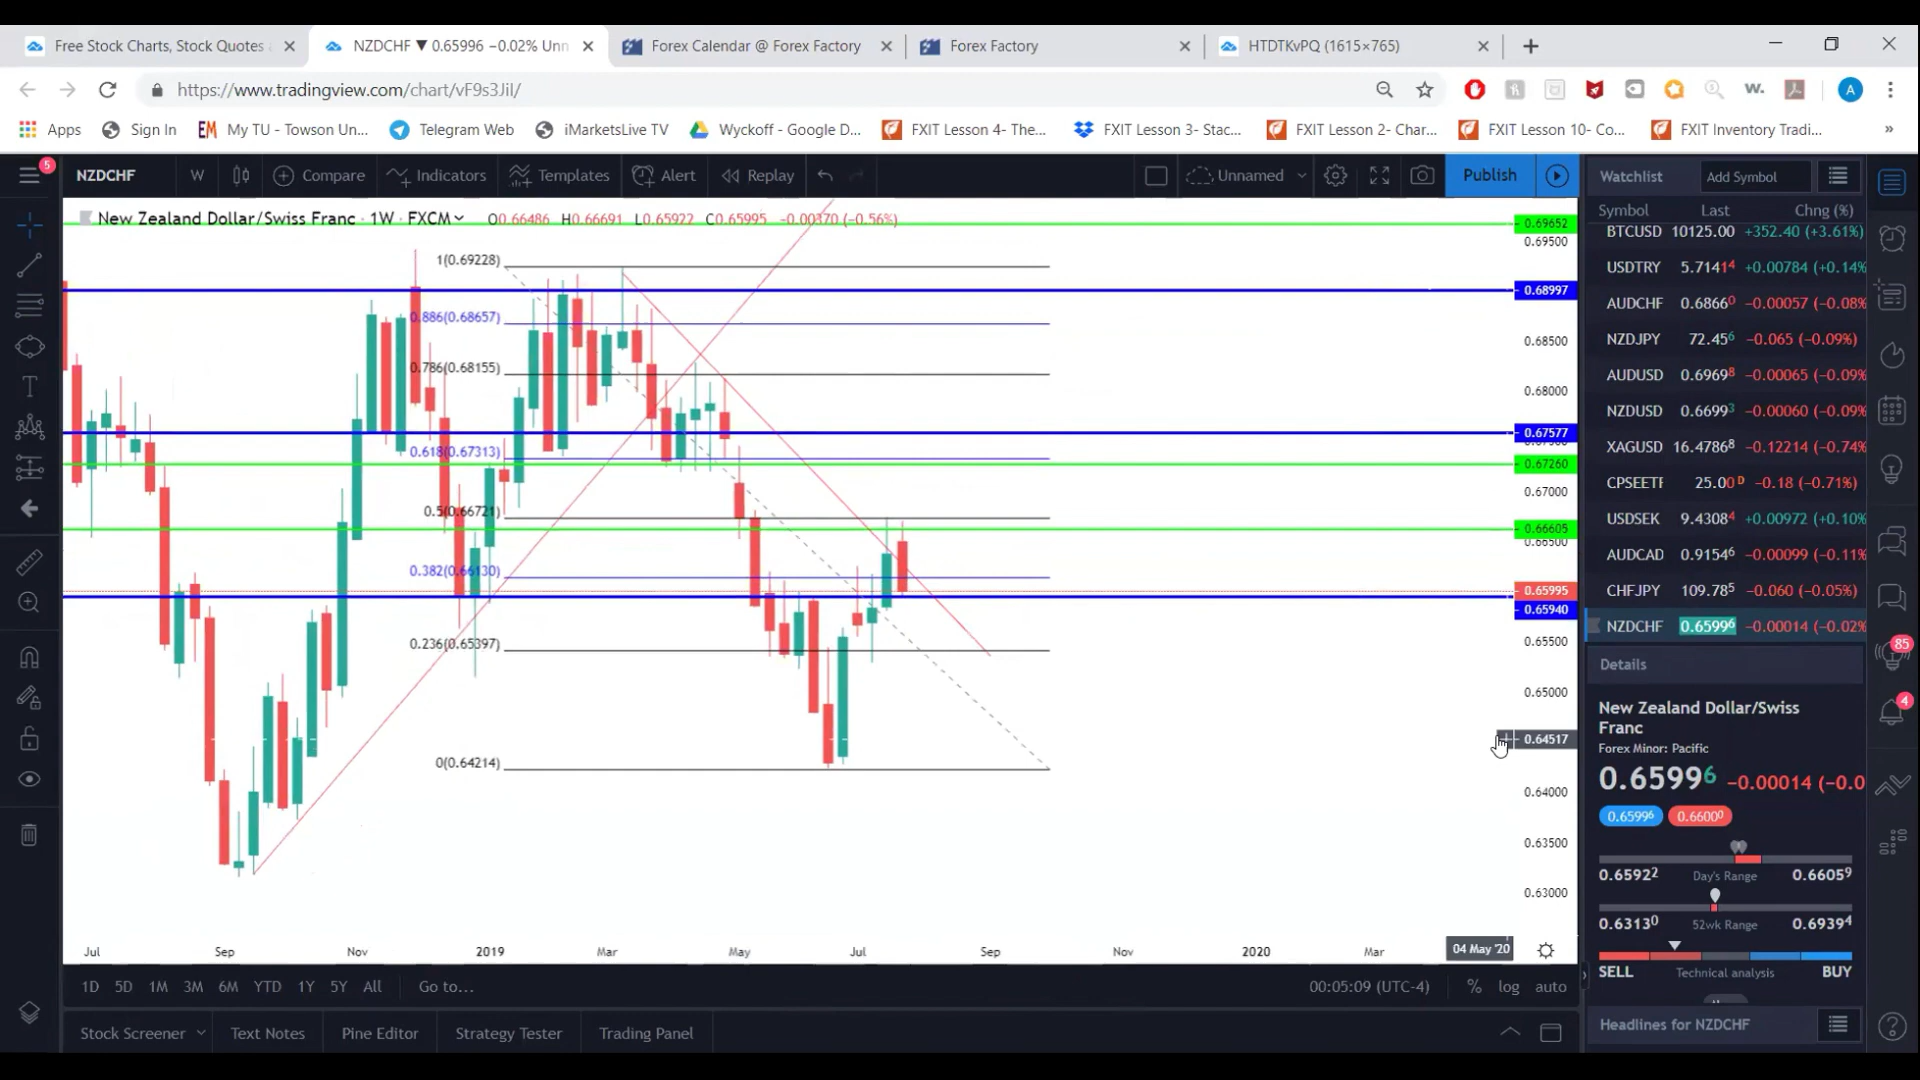 Free Stock Charts, Stock Quotes
NZDCHF ▼ 0.65996 −0.02% Unn
Forex Calendar @ Forex Factory
Forex Factory
HTDTKvPQ (1615×765)
https://www.tradingview.com/chart/vF9s3JiI/
Apps
Sign In
My TU - Towson Un...
Telegram Web
iMarketsLive TV
Wyckoff - Google D...
FXIT Lesson 4- The...
FXIT Lesson 3- Stac...
FXIT Lesson 2- Char...
FXIT Lesson 10- Co...
FXIT Inventory Tradi...
»
5
NZDCHF
W
Compare
Indicators
Templates
Alert
Replay
Unnamed
Publish
Watchlist
Add Symbol
New Zealand Dollar/Swiss Franc · 1W · FXCM
O0.66486 H0.66691 L0.65922 C0.65995 −0.00370 (−0.56%)
1(0.69228)
0.886(0.68657)
0.786(0.68155)
0.618(0.67313)
0.5(0.66721)
0.382(0.66130)
0.236(0.65397)
0(0.64214)
0.69652
0.69500
0.68997
0.68500
0.68000
0.67577
0.67260
0.67000
0.66605
0.66500
0.65995
0.65940
0.65500
0.65000
0.64517
0.64000
0.63500
0.63000
Jul Sep Nov 2019 Mar May Jul Sep Nov 2020 Mar 04 May '20
1D 5D 1M 3M 6M YTD 1Y 5Y All Go to...
00:05:09 (UTC-4) % log auto
Stock Screener Text Notes Pine Editor Strategy Tester Trading Panel
Symbol Last Chng (%)
BTCUSD 10125.00 +352.40 (+3.61%)
USDTRY 5.71414 +0.00784 (+0.14%
AUDCHF 0.68660 −0.00057 (−0.08%
NZDJPY 72.456 −0.065 (−0.09%)
AUDUSD 0.69698 −0.00065 (−0.09%
NZDUSD 0.66993 −0.00060 (−0.09%
XAGUSD 16.47868 −0.12214 (−0.74%
CPSEETF 25.00 D −0.18 (−0.71%)
USDSEK 9.43084 +0.00972 (+0.10%
AUDCAD 0.91546 −0.00099 (−0.11%
CHFJPY 109.785 −0.060 (−0.05%)
NZDCHF 0.65996 −0.00014 (−0.02%
Details
New Zealand Dollar/Swiss
Franc
Forex Minor: Pacific
0.65996 −0.00014 (−0.0
0.65996 0.66000
0.65922 Day's Range 0.66059
0.63130 52wk Range 0.69394
SELL Technical analysis BUY
Headlines for NZDCHF
85
4